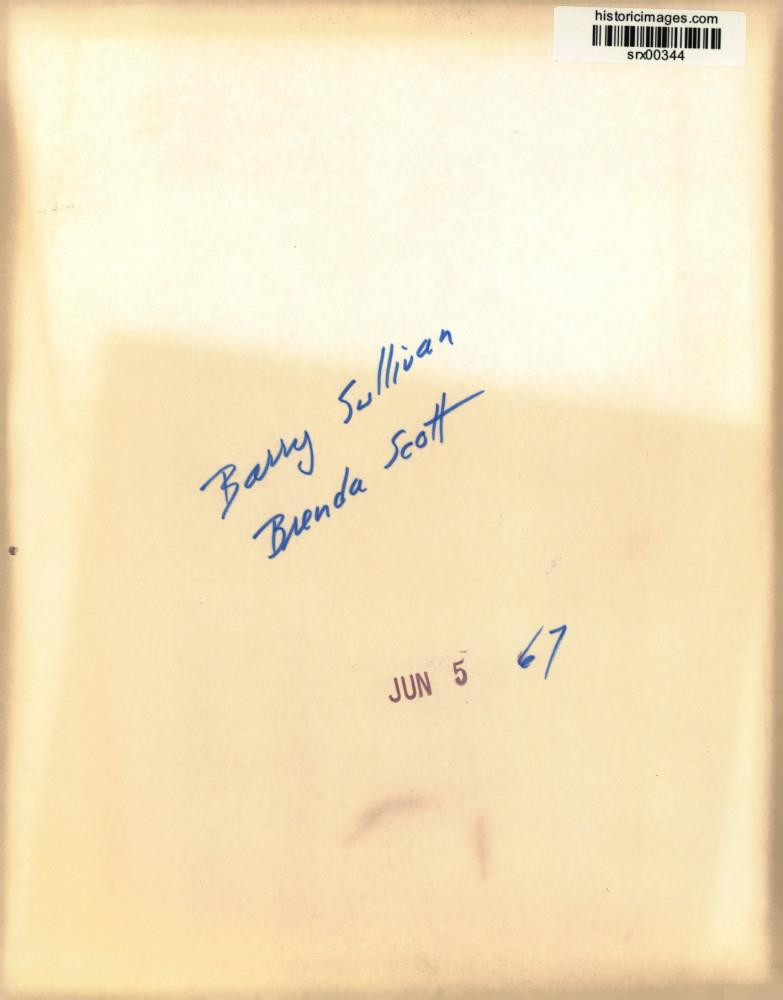 historicimages.com
srx00344
Barry Sullivan
Brenda Scott
JUN 5 67